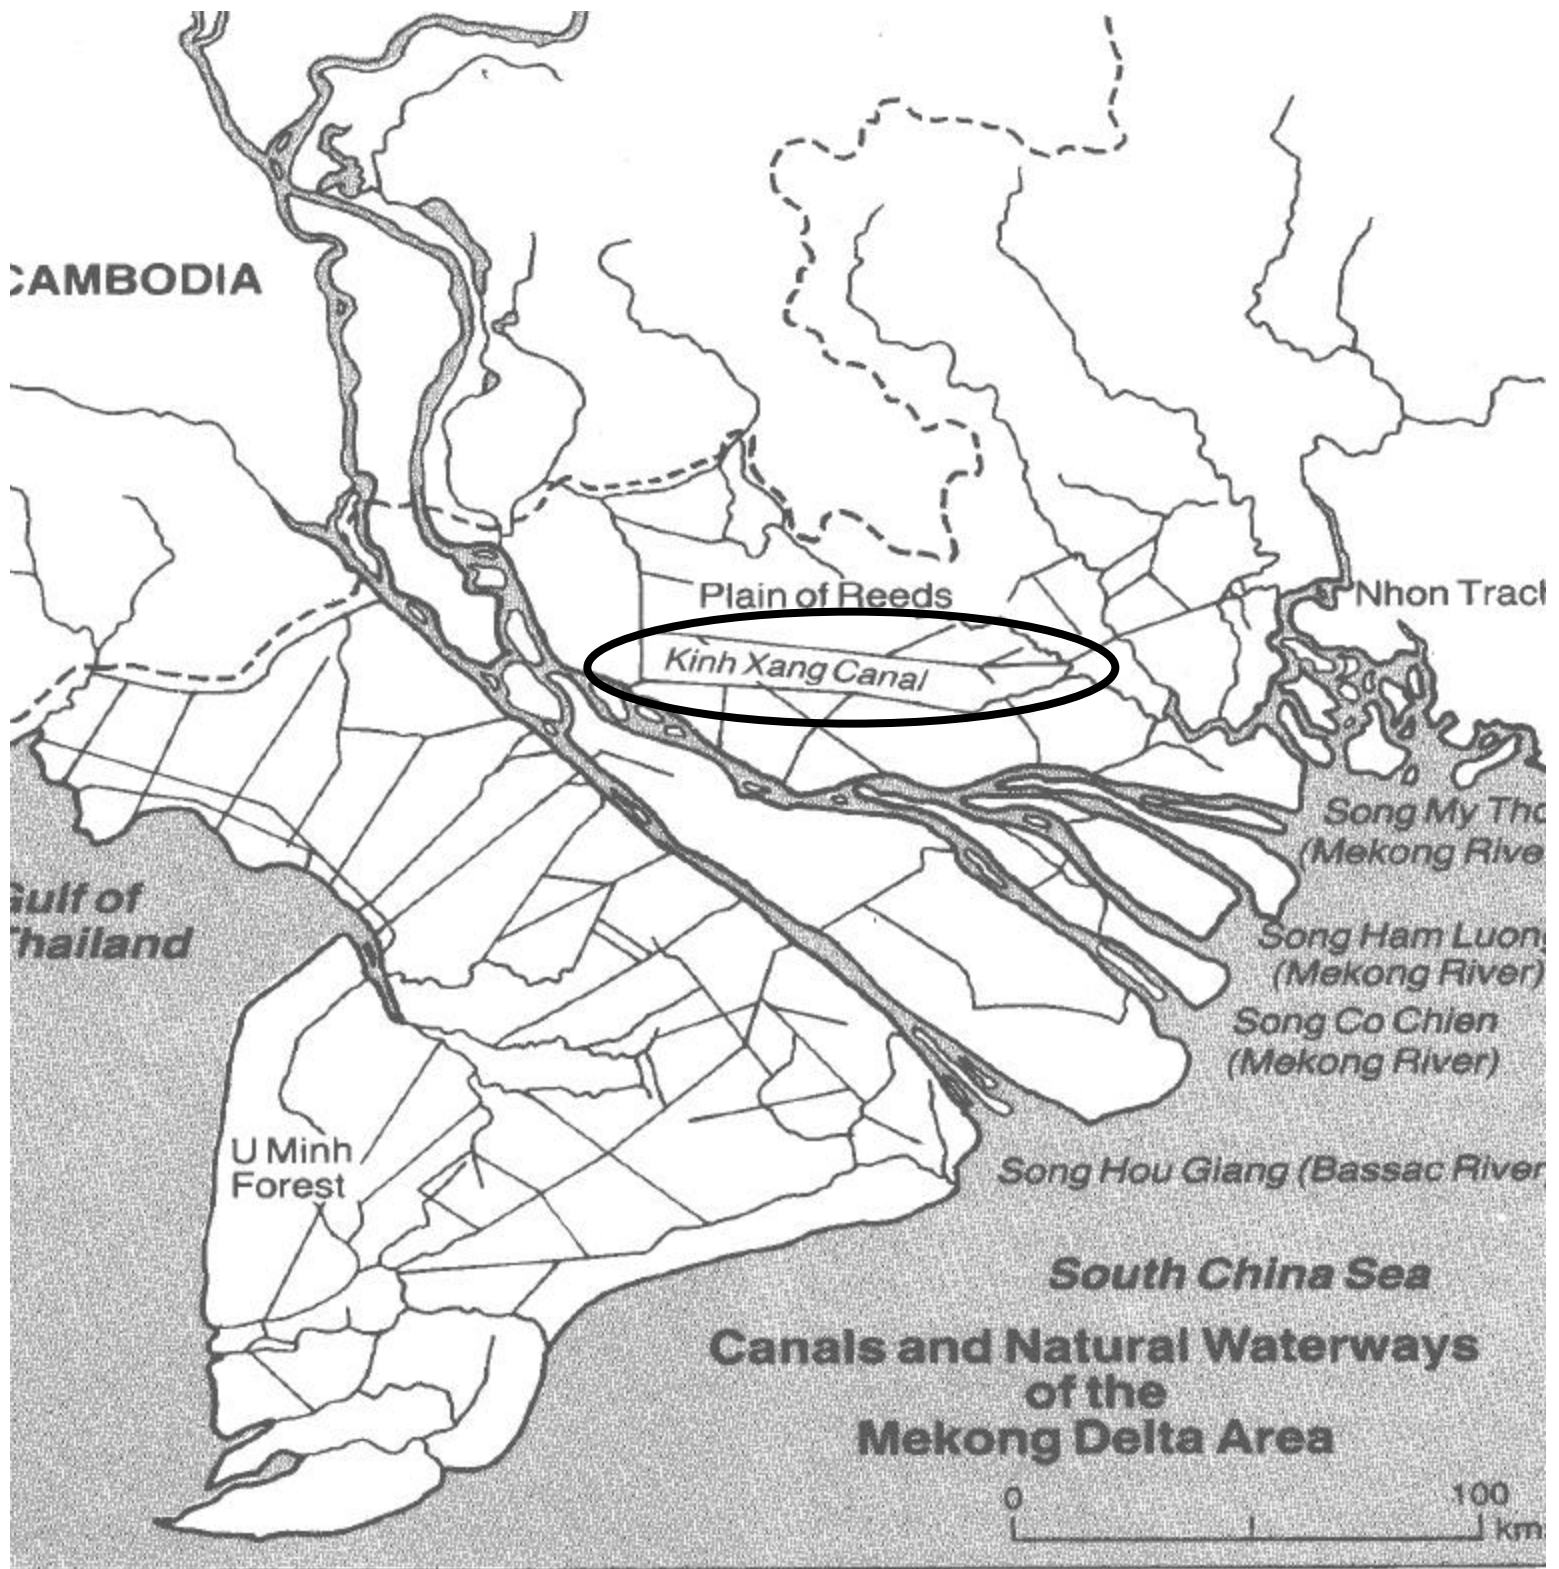 CAMBODIA
Plain of Reeds
Nhon Trach
Kinh Xang Canal
Song My Tho
(Mekong River
Gulf of
Thailand
Song Ham Luong
(Mekong River)
Song Co Chien
(Mekong River)
U Minh
Forest
Song Hou Giang (Bassac River)
South China Sea
Canals and Natural Waterways
of the
Mekong Delta Area
0 100
kms